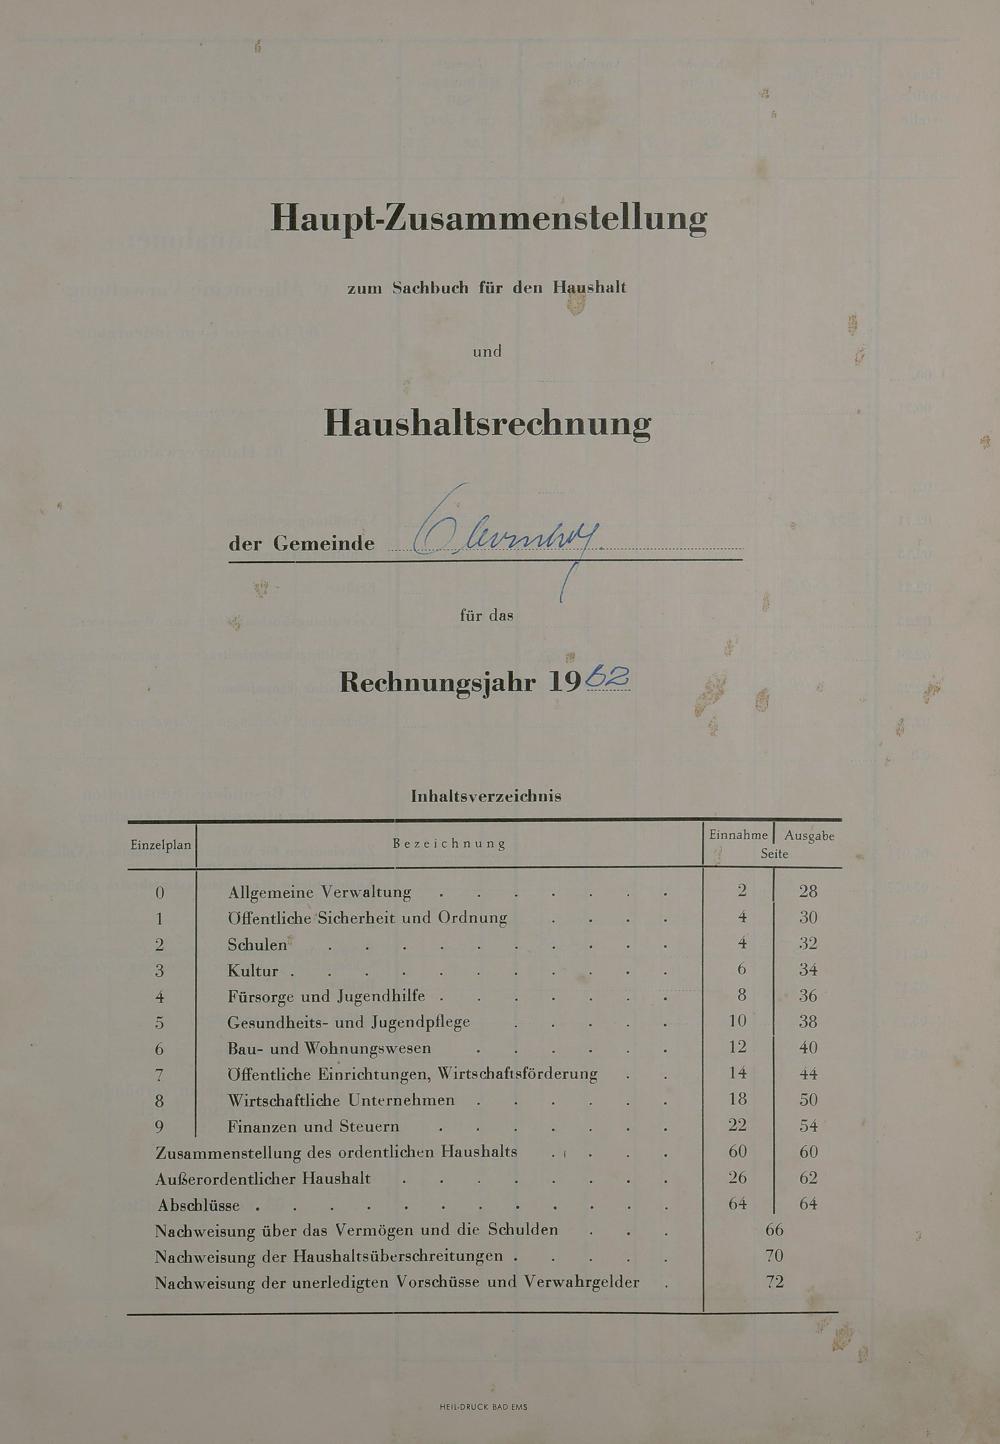 Haupt-Zusammenstellung
zum Sachbuch für den Haushalt
und
Haushaltsrechnung
der Gemeinde
für das
Rechnungsjahr 1962
Inhaltsverzeichnis
Einzelplan Bezeichnung Einnahme Ausgabe
Seite
0 Allgemeine Verwaltung . . . . . . . 2 28
1 Öffentliche Sicherheit und Ordnung . . . . 4 30
2 Schulen . . . . . . . . . . 4 32
3 Kultur . . . . . . . . . . . 6 34
4 Fürsorge und Jugendhilfe . . . . . . . 8 36
5 Gesundheits- und Jugendpflege . . . . . 10 38
6 Bau- und Wohnungswesen . . . . . . 12 40
7 Öffentliche Einrichtungen, Wirtschaftsförderung . . 14 44
8 Wirtschaftliche Unternehmen . . . . . . 18 50
9 Finanzen und Steuern . . . . . . . 22 54
Zusammenstellung des ordentlichen Haushalts . . . . 60 60
Außerordentlicher Haushalt . . . . . . . . 26 62
Abschlüsse . . . . . . . . . . . . 64 64
Nachweisung über das Vermögen und die Schulden . . . 66
Nachweisung der Haushaltsüberschreitungen . . . . . 70
Nachweisung der unerledigten Vorschüsse und Verwahrgelder . 72
HEIL-DRUCK BAD EMS